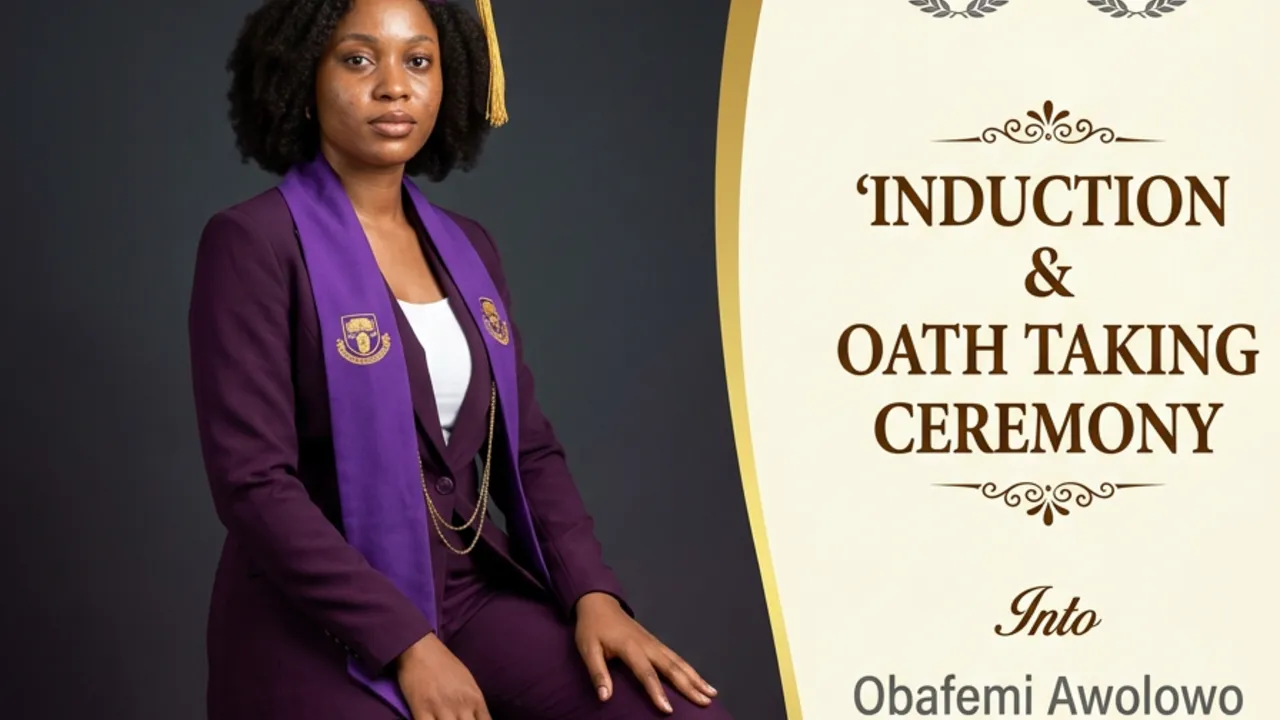 ‘INDUCTION
&
OATH TAKING
CEREMONY
Into
Obafemi Awolowo